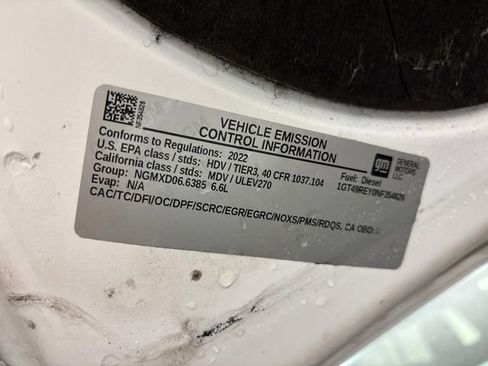 NF354826
VEHICLE EMISSION
CONTROL INFORMATION
Conforms to Regulations: 2022
U.S. EPA class / stds: HDV / TIER3, 40 CFR 1037.104
California class / stds: MDV / ULEV270
Group: NGMXD06.6385 6.6L
Evap: N/A
CAC/TC/DFI/OC/DPF/SCRC/EGR/EGRC/NOXS/PMS/RDQS, CA OBD
gm
GENERAL
MOTORS
LLC
Fuel: Diesel
1GT49REY0NF354826